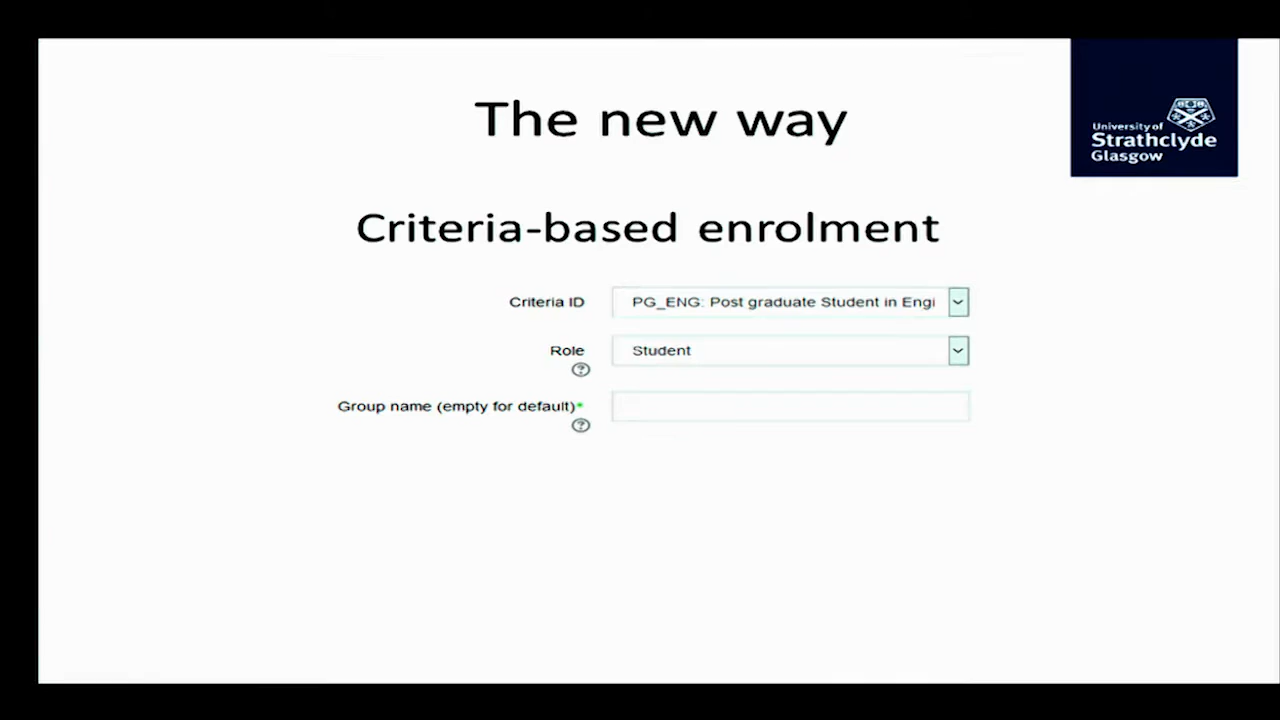 The new way
University of
Strathclyde
Glasgow
Criteria-based enrolment
Criteria ID PG_ENG: Post graduate Student in Engi
Role Student
?
Group name (empty for default)*
?